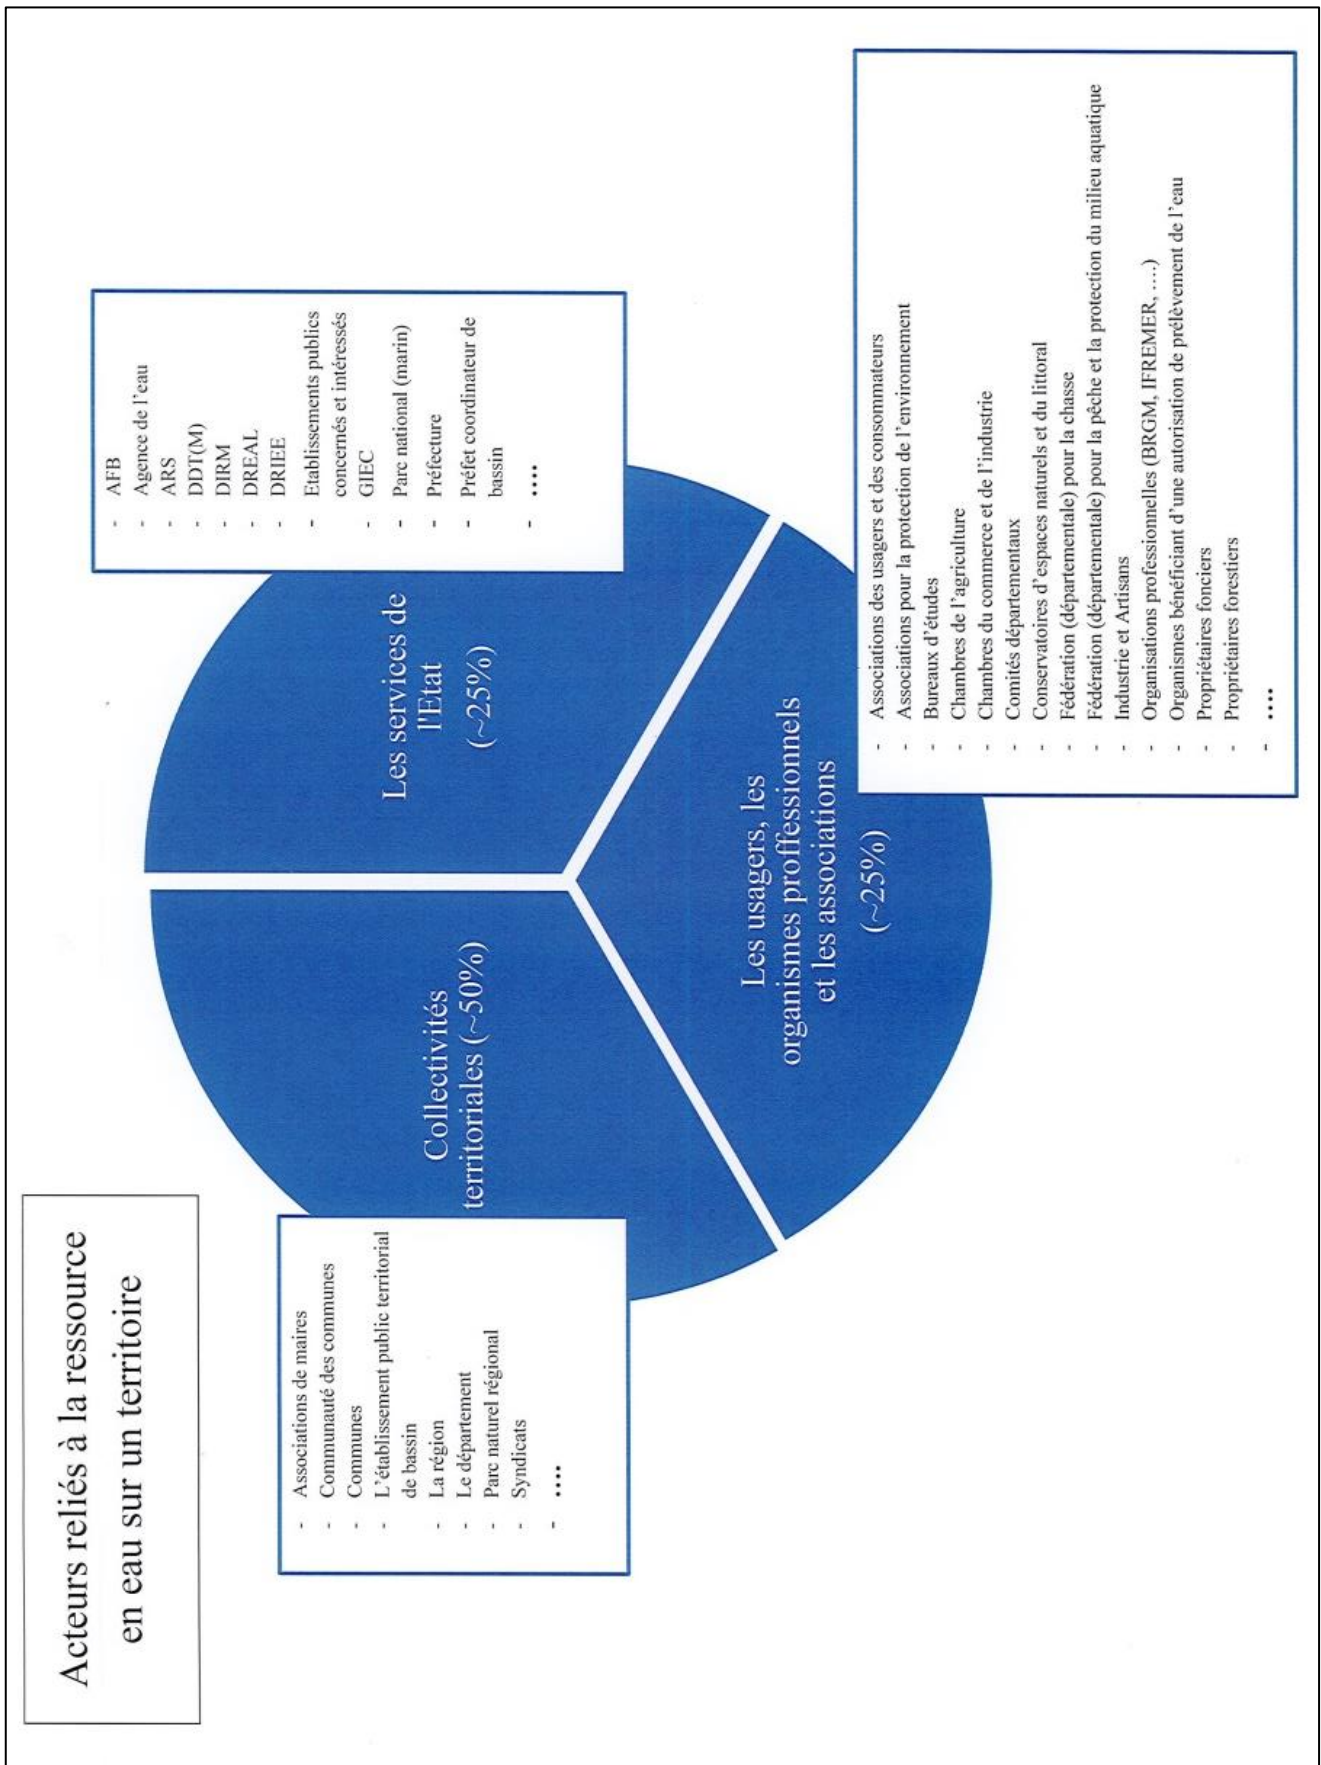 Acteurs reliés à la ressource
en eau sur un territoire
Collectivités
territoriales (~50%)
- Associations de maires
- Communauté des communes
- Communes
- L'établissement public territorial
de bassin
- La région
- Le département
- Parc naturel régional
- Syndicats
- ....
Les services de
l'Etat
(~25%)
- AFB
- Agence de l'eau
- ARS
- DDT(M)
- DIRM
- DREAL
- DRIEE
- Etablissements publics
concernés et intéressés
- GIEC
- Parc national (marin)
- Préfecture
- Préfet coordinateur de
bassin
- ....
Les usagers, les
organismes proffessionnels
et les associations
(~25%)
- Associations des usagers et des consommateurs
- Associations pour la protection de l'environnement
- Bureaux d'études
- Chambres de l'agriculture
- Chambres du commerce et de l'industrie
- Comités départementaux
- Conservatoires d'espaces naturels et du littoral
- Fédération (départementale) pour la chasse
- Fédération (départementale) pour la pêche et la protection du milieu aquatique
- Industrie et Artisans
- Organisations professionnelles (BRGM, IFREMER, ....)
- Organismes bénéficiant d'une autorisation de prélèvement de l'eau
- Propriétaires fonciers
- Propriétaires forestiers
- ....